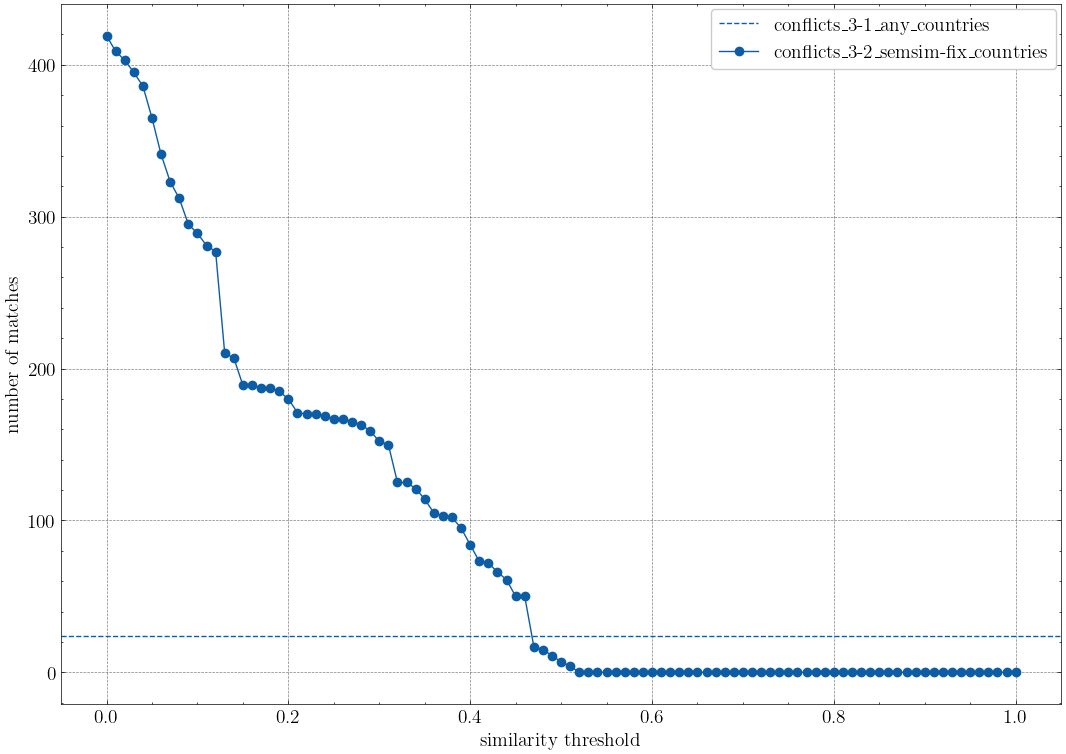 conflicts_3-1_any_countries
conflicts_3-2_semsim-fix_countries
number of matches
400
300
200
100
0
0.0 0.2 0.4 0.6 0.8 1.0
similarity threshold